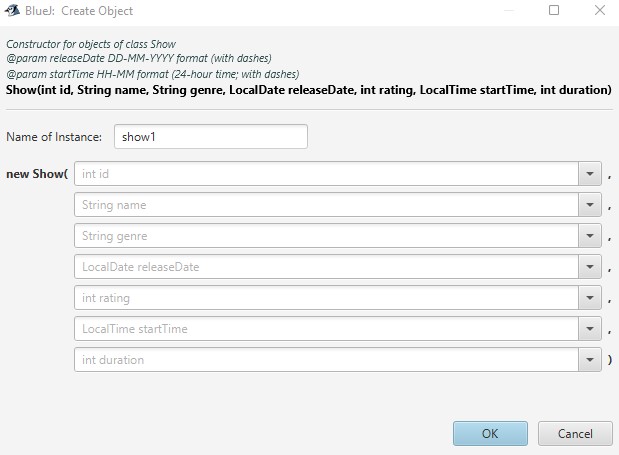 BlueJ: Create Object
Constructor for objects of class Show
@param releaseDate DD-MM-YYYY format (with dashes)
@param startTime HH-MM format (24-hour time; with dashes)
Show(int id, String name, String genre, LocalDate releaseDate, int rating, LocalTime startTime, int duration)
Name of Instance: show1
new Show( int id ,
String name ,
String genre ,
LocalDate releaseDate ,
int rating ,
LocalTime startTime ,
int duration )
OK Cancel